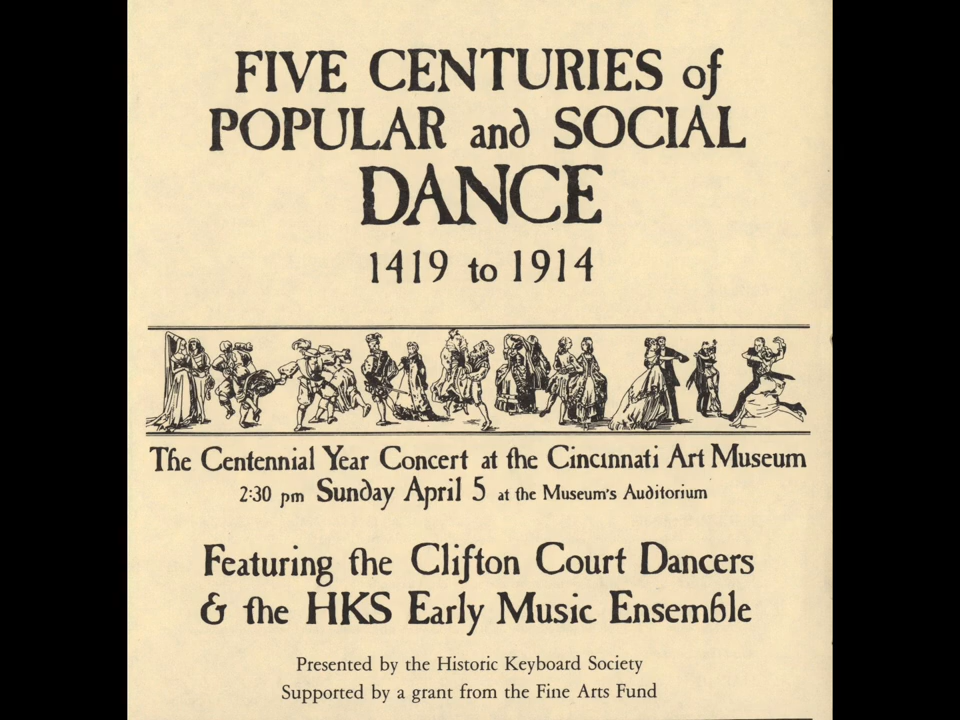 FIVE CENTURIES of
POPULAR and SOCIAL
DANCE
1419 to 1914
The Centennial Year Concert at the Cincinnati Art Museum
2:30 pm Sunday April 5 at the Museum's Auditorium
Featuring the Clifton Court Dancers
& the HKS Early Music Ensemble
Presented by the Historic Keyboard Society
Supported by a grant from the Fine Arts Fund